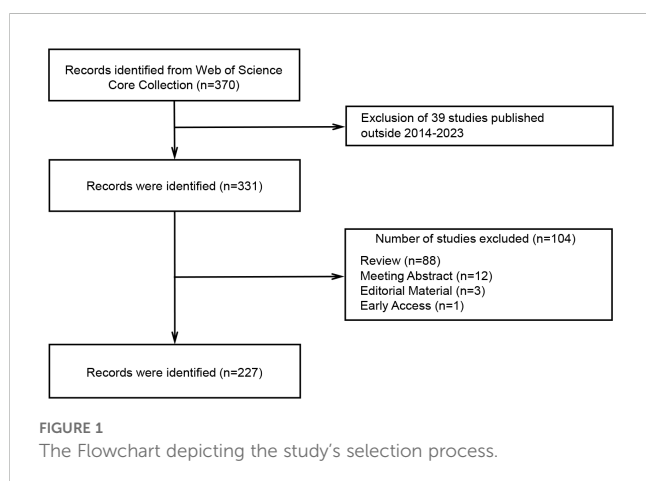 Records identified from Web of Science
Core Collection (n=370)
Exclusion of 39 studies published
outside 2014-2023
Records were identified (n=331)
Number of studies excluded (n=104)
Review (n=88)
Meeting Abstract (n=12)
Editorial Material (n=3)
Early Access (n=1)
Records were identified (n=227)
FIGURE 1
The Flowchart depicting the study's selection process.